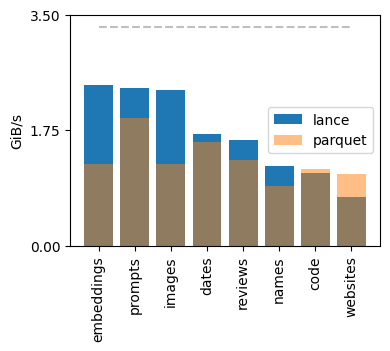 3.50
1.75
0.00
GiB/s
lance
parquet
embeddings
prompts
images
dates
reviews
names
code
websites